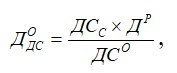 Д^О_ДС = ДС_С × Д^Р / ДС^О ,